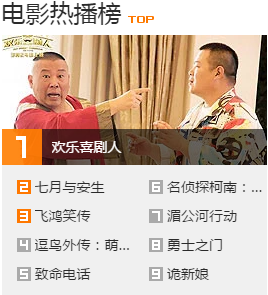 电影热播榜 TOP
欢乐喜剧人
1 欢乐喜剧人
2 七月与安生
6 名侦探柯南：...
3 飞鸿笑传
7 湄公河行动
4 逗鸟外传：萌...
8 勇士之门
5 致命电话
9 诡新娘